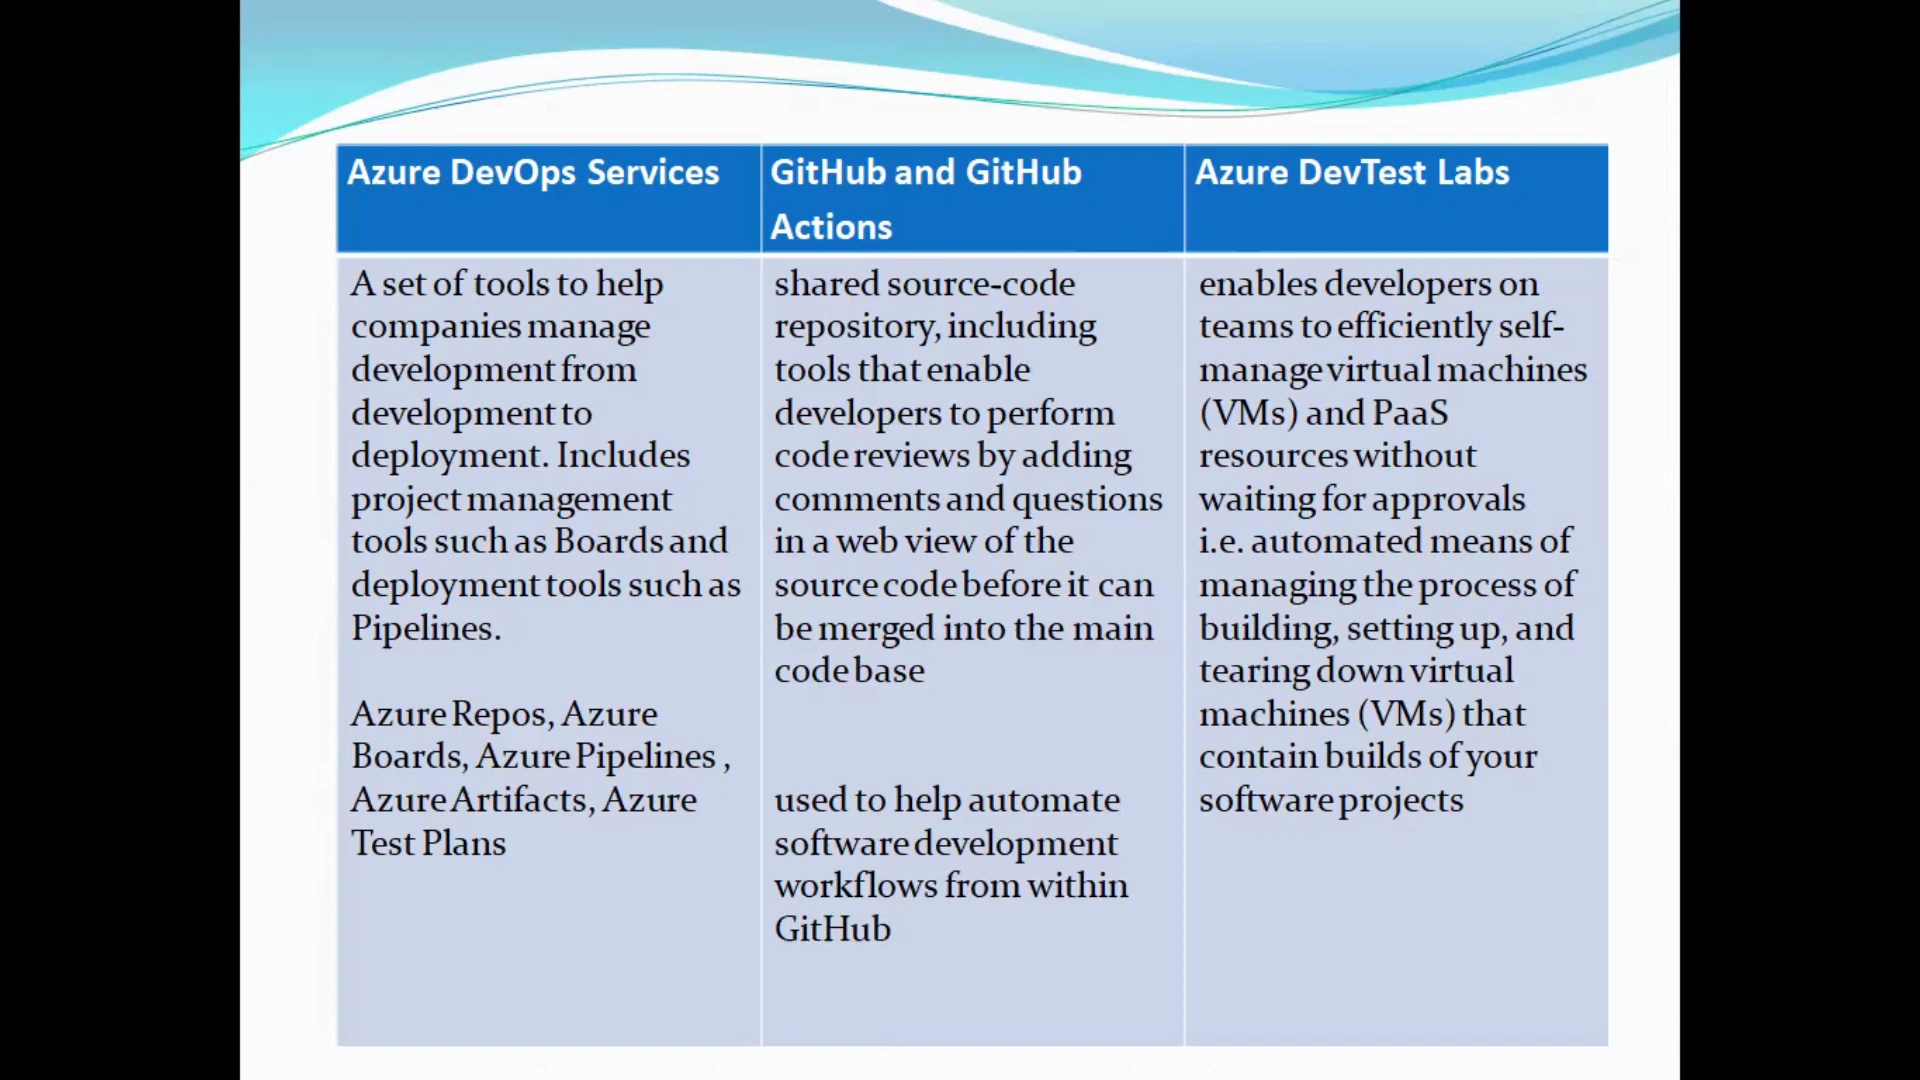 Azure DevOps Services
GitHub and GitHub
Actions
Azure DevTest Labs
A set of tools to help
companies manage
development from
development to
deployment. Includes
project management
tools such as Boards and
deployment tools such as
Pipelines.
Azure Repos, Azure
Boards, Azure Pipelines ,
Azure Artifacts, Azure
Test Plans
shared source-code
repository, including
tools that enable
developers to perform
code reviews by adding
comments and questions
in a web view of the
source code before it can
be merged into the main
code base
used to help automate
software development
workflows from within
GitHub
enables developers on
teams to efficiently self-
manage virtual machines
(VMs) and PaaS
resources without
waiting for approvals
i.e. automated means of
managing the process of
building, setting up, and
tearing down virtual
machines (VMs) that
contain builds of your
software projects